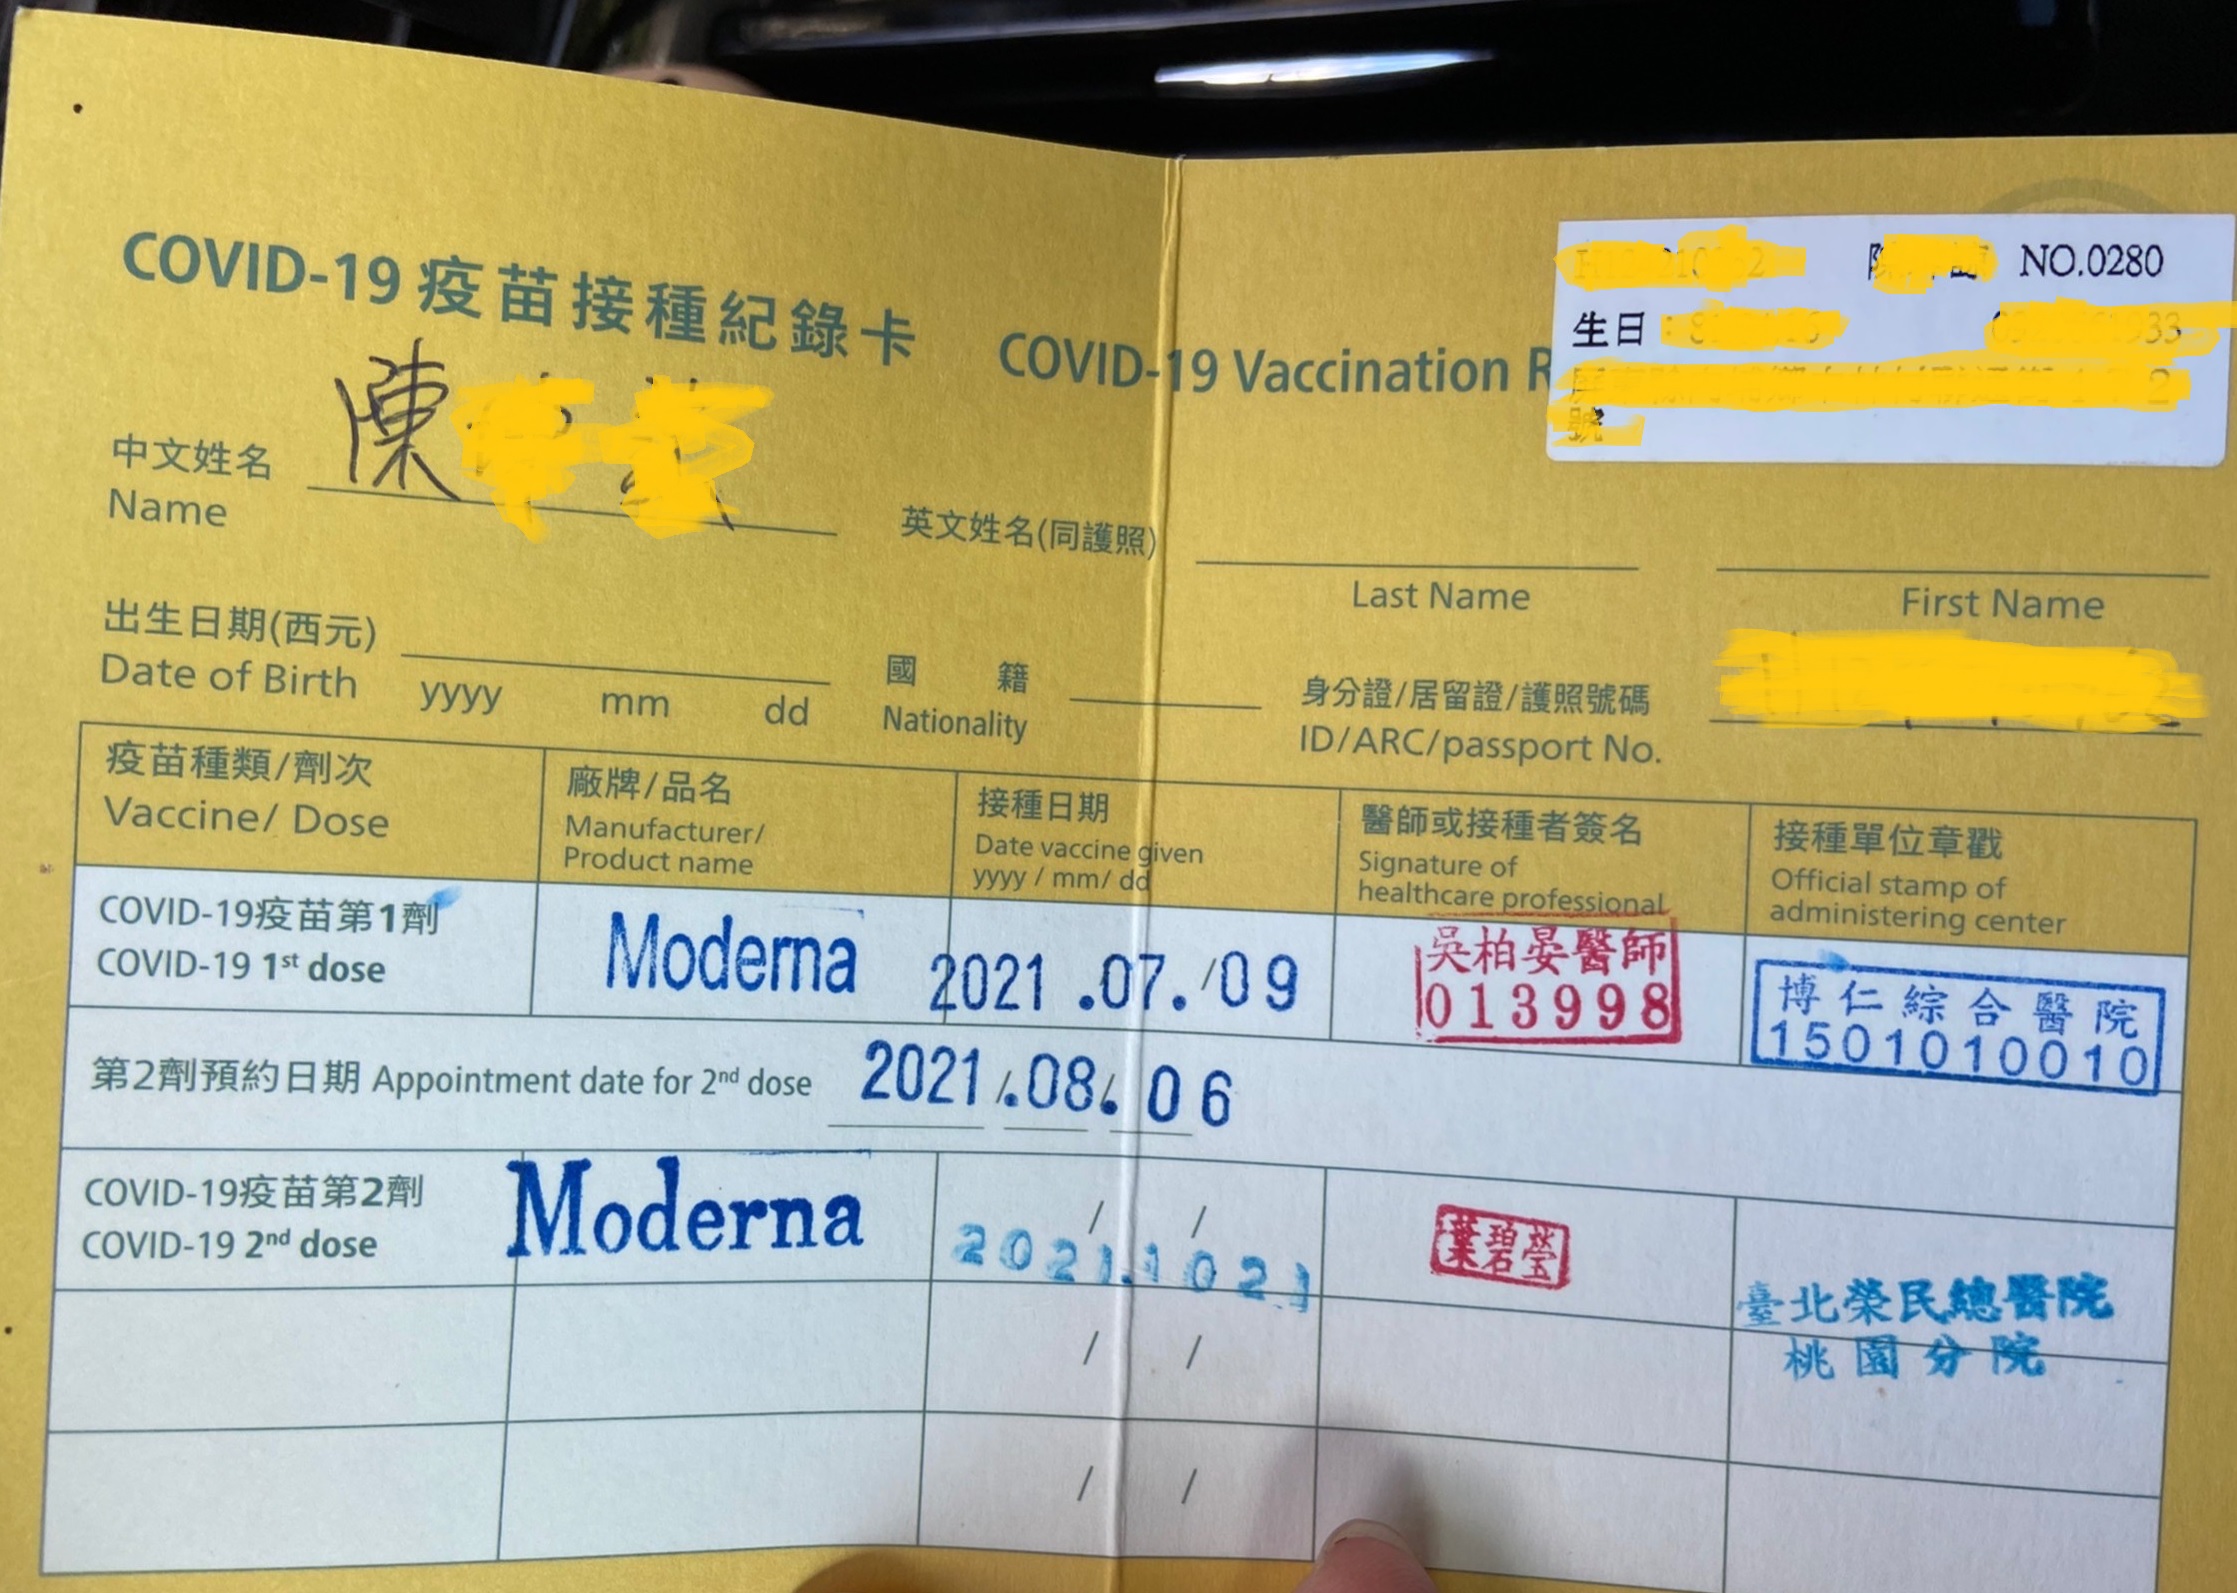 COVID-19 疫苗接種紀錄卡
COVID-19 Vaccination
NO.0280
生日
號
中文姓名
Name
陳
英文姓名(同護照)
Last Name
First Name
出生日期(西元)
Date of Birth
yyyy mm dd
國 籍
Nationality
身分證/居留證/護照號碼
ID/ARC/passport No.
疫苗種類/劑次
Vaccine/ Dose
廠牌/品名
Manufacturer/
Product name
接種日期
Date vaccine given
yyyy / mm/ dd
醫師或接種者簽名
Signature of
healthcare professional
接種單位章戳
Official stamp of
administering center
COVID-19疫苗第1劑
COVID-19 1st dose
Moderna
2021 .07. /09
吳柏晏醫師
013998
博仁綜合醫院
1501010010
第2劑預約日期 Appointment date for 2nd dose 2021 /.08/. 06
COVID-19疫苗第2劑
COVID-19 2nd dose
Moderna
/ /
2021.1021
葉碧瑩
臺北榮民總醫院
桃園分院
/ /
/ /